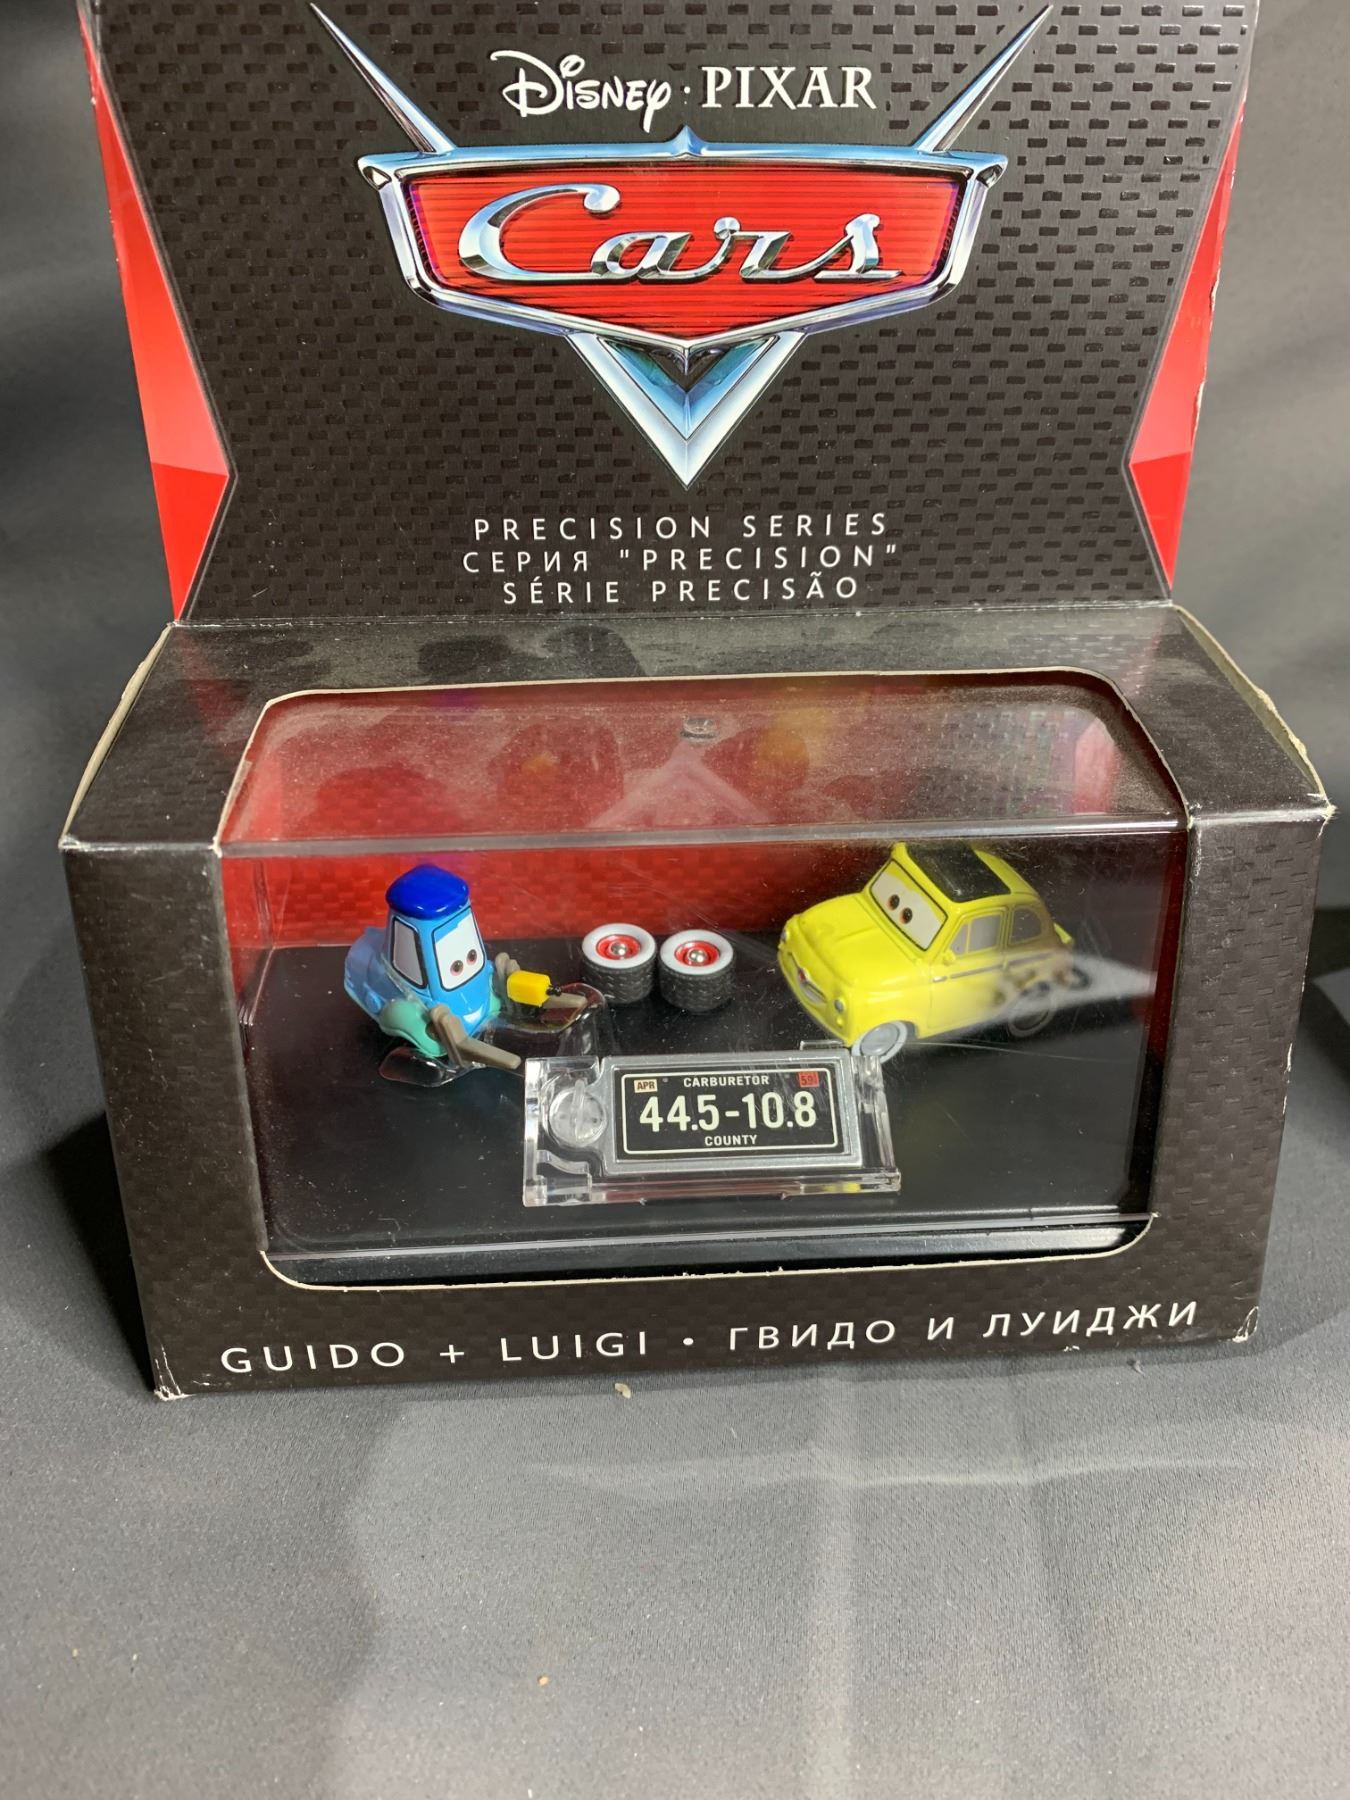 Disney · PIXAR
Cars
PRECISION SERIES
СЕРИЯ "PRECISION"
SÉRIE PRECISÃO
APR CARBURETOR 59
44.5-10.8
COUNTY
GUIDO + LUIGI • ГВИДО И ЛУИДЖИ